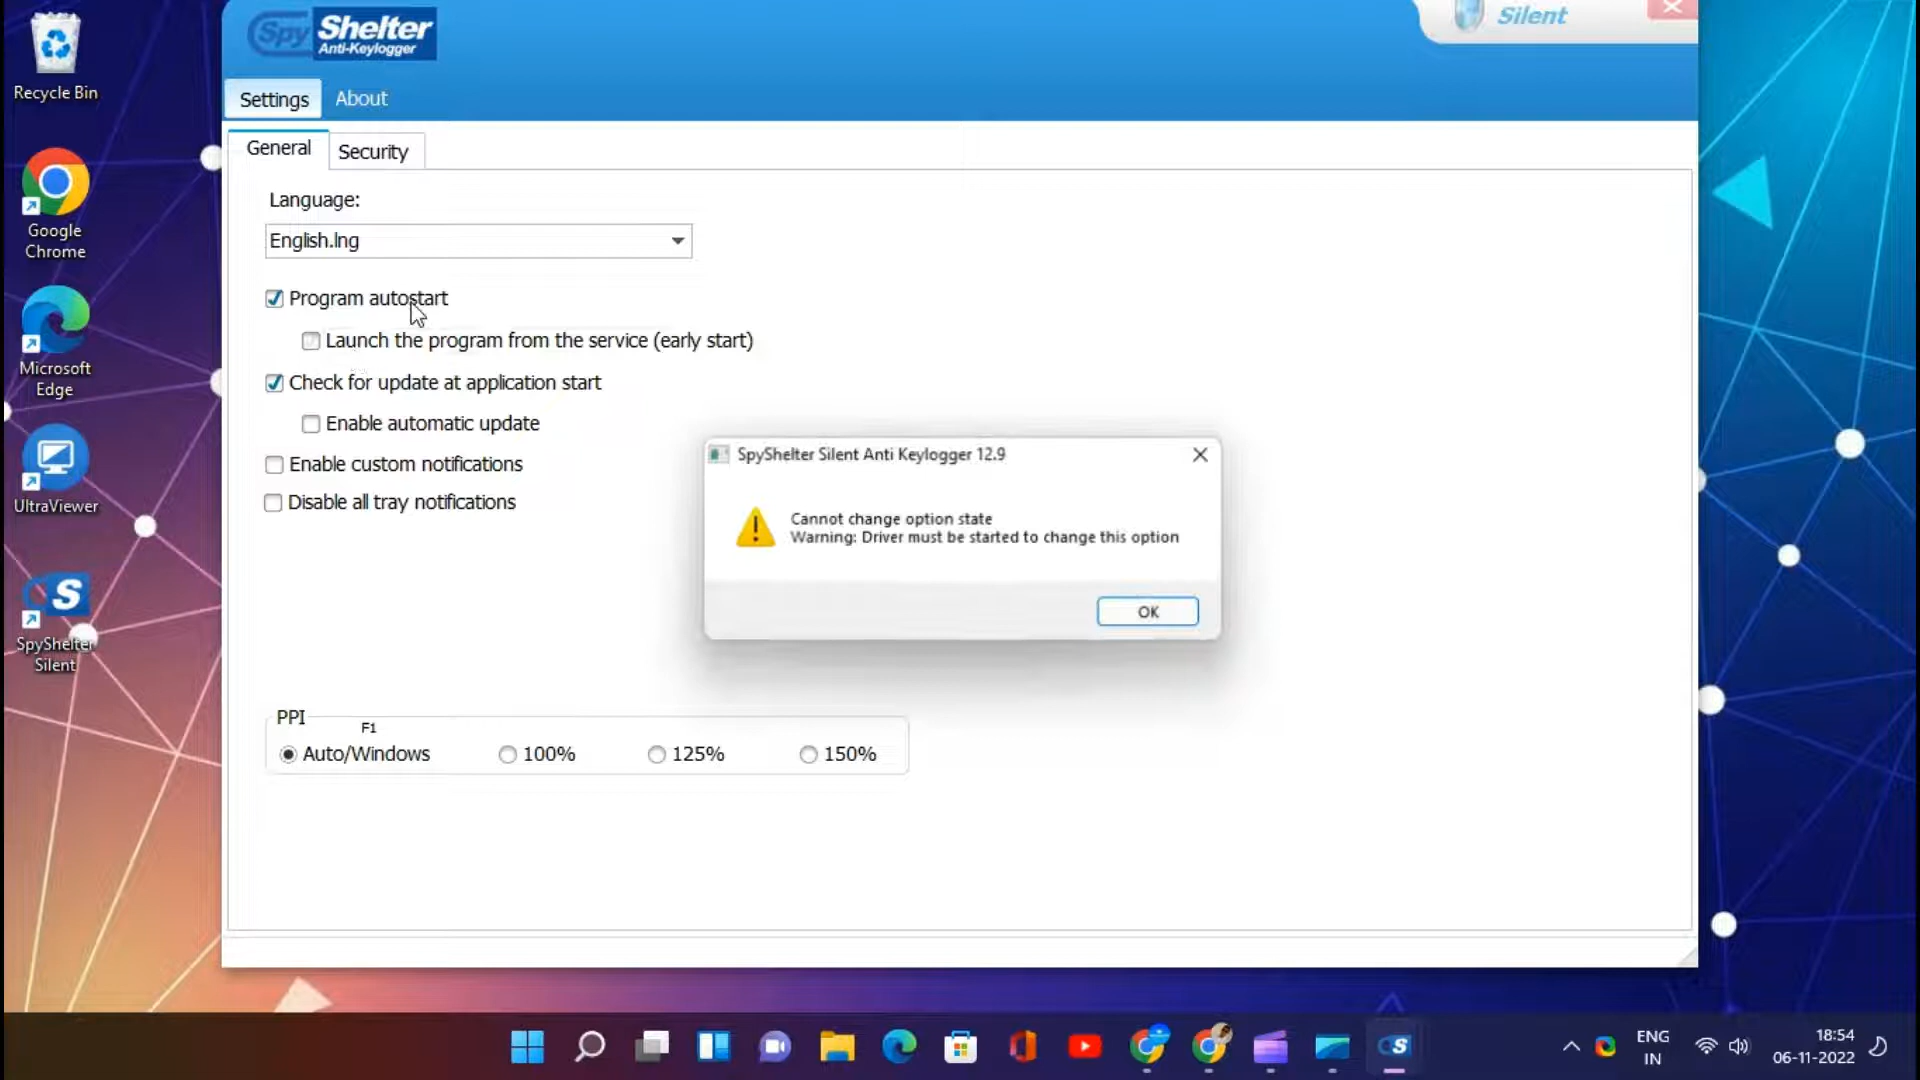 Spy Shelter
Anti-Keylogger
Silent
Recycle Bin
Settings
About
General
Security
Language:
English.lng
Google
Chrome
Program autostart
Launch the program from the service (early start)
Microsoft
Edge
Check for update at application start
Enable automatic update
Enable custom notifications
Disable all tray notifications
SpyShelter Silent Anti Keylogger 12.9
Cannot change option state
Warning: Driver must be started to change this option
OK
UltraViewer
S
SpyShelter
Silent
PPI
F1
Auto/Windows
100%
125%
150%
S
ENG
IN
18:54
06-11-2022